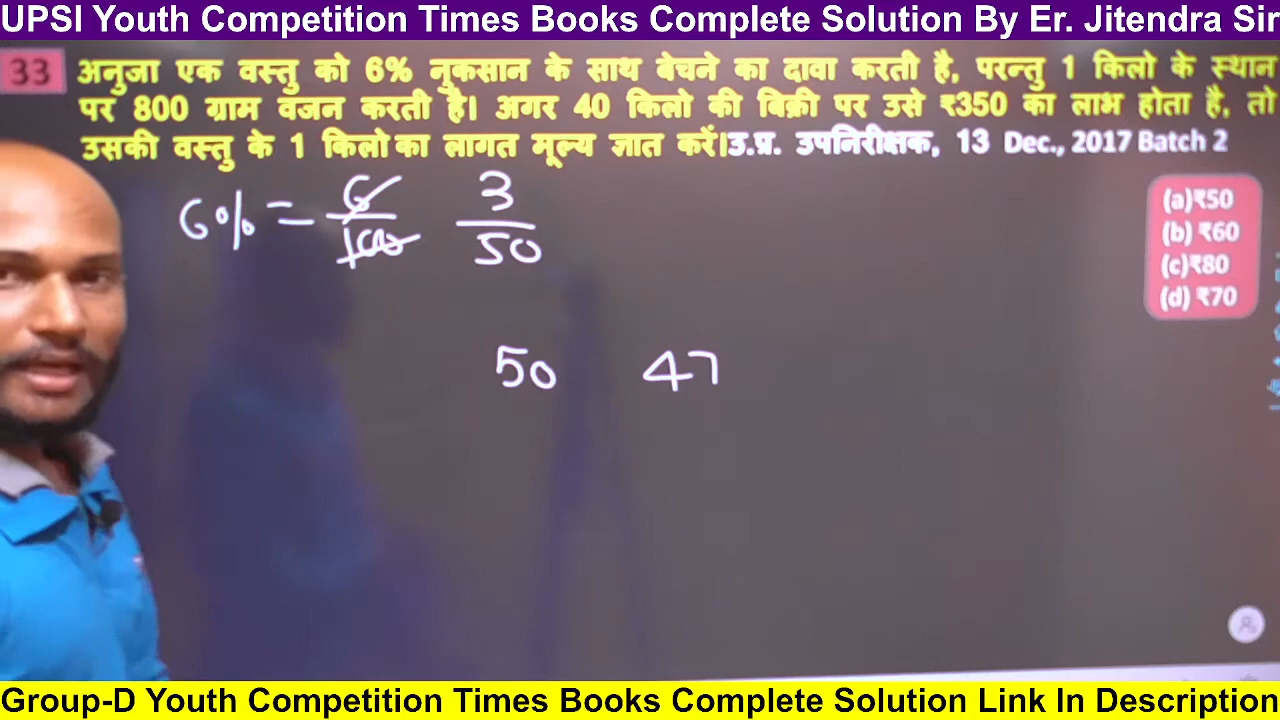 UPSI Youth Competition Times Books Complete Solution By Er. Jitendra Sir
33 अनुजा एक वस्तु को 6% नुकसान के साथ बेचने का दावा करती है, परन्तु 1 किलो के स्थान
पर 800 ग्राम वजन करती है। अगर 40 किलो की बिक्री पर उसे ₹350 का लाभ होता है, तो
उसकी वस्तु के 1 किलो का लागत मूल्य ज्ञात करें।उ.प्र. उपनिरीक्षक, 13 Dec., 2017 Batch 2
6% = 6/100 3/50
(a)₹50
(b) ₹60
(c)₹80
(d) ₹70
50 47
Group-D Youth Competition Times Books Complete Solution Link In Description